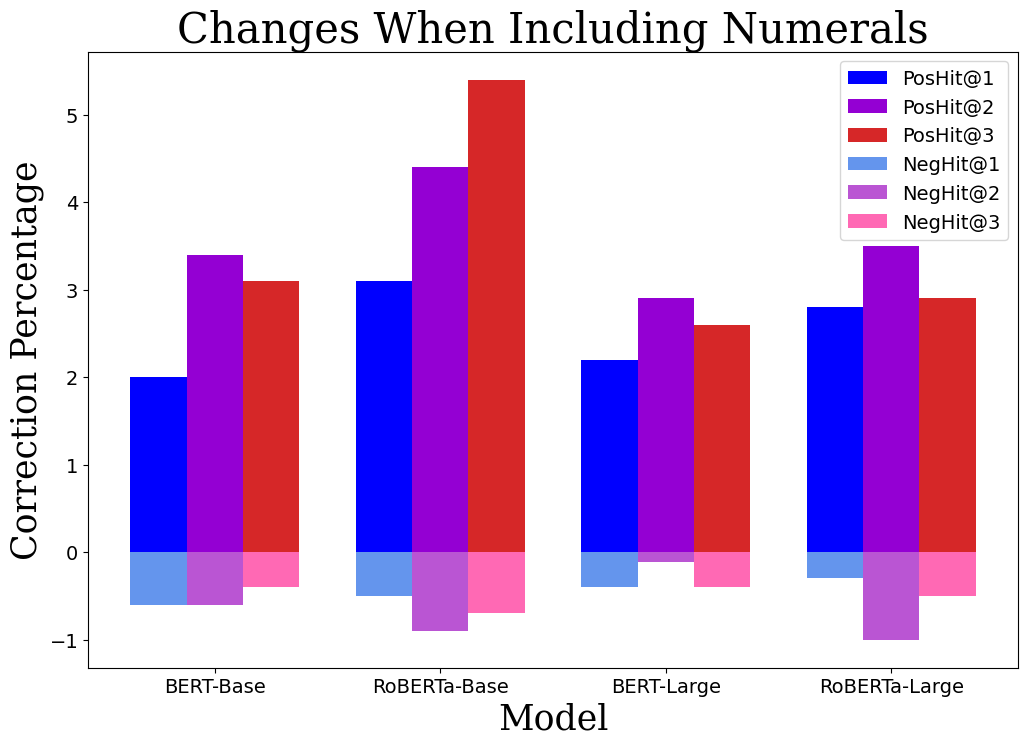 Changes When Including Numerals
PosHit@1
PosHit@2
PosHit@3
NegHit@1
NegHit@2
NegHit@3
Correction Percentage
5
4
3
2
1
0
−1
BERT-Base
RoBERTa-Base
BERT-Large
RoBERTa-Large
Model